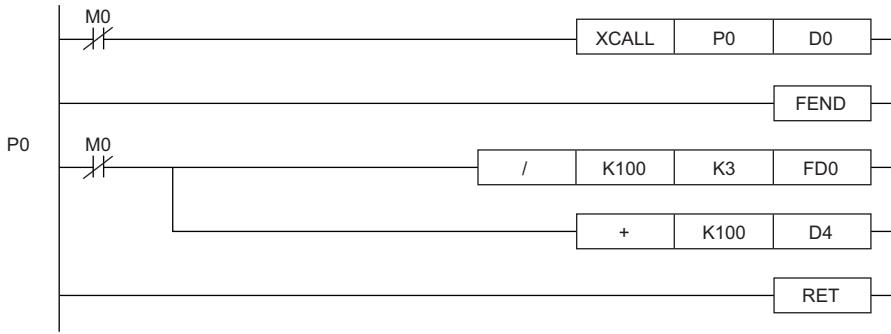 M0
XCALL P0 D0
FEND
P0 M0
/ K100 K3 FD0
+ K100 D4
RET